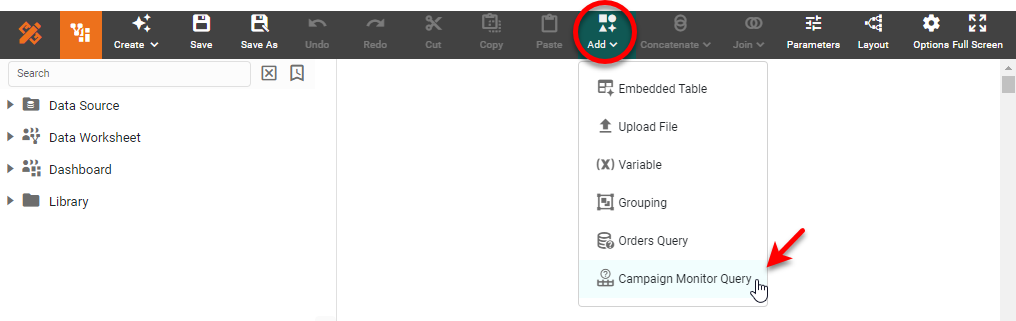 Create
Save
Save As
Undo
Redo
Cut
Copy
Paste
Add
Concatenate
Join
Parameters
Layout
Options
Full Screen
Search
Data Source
Data Worksheet
Dashboard
Library
Embedded Table
Upload File
(X) Variable
Grouping
Orders Query
Campaign Monitor Query